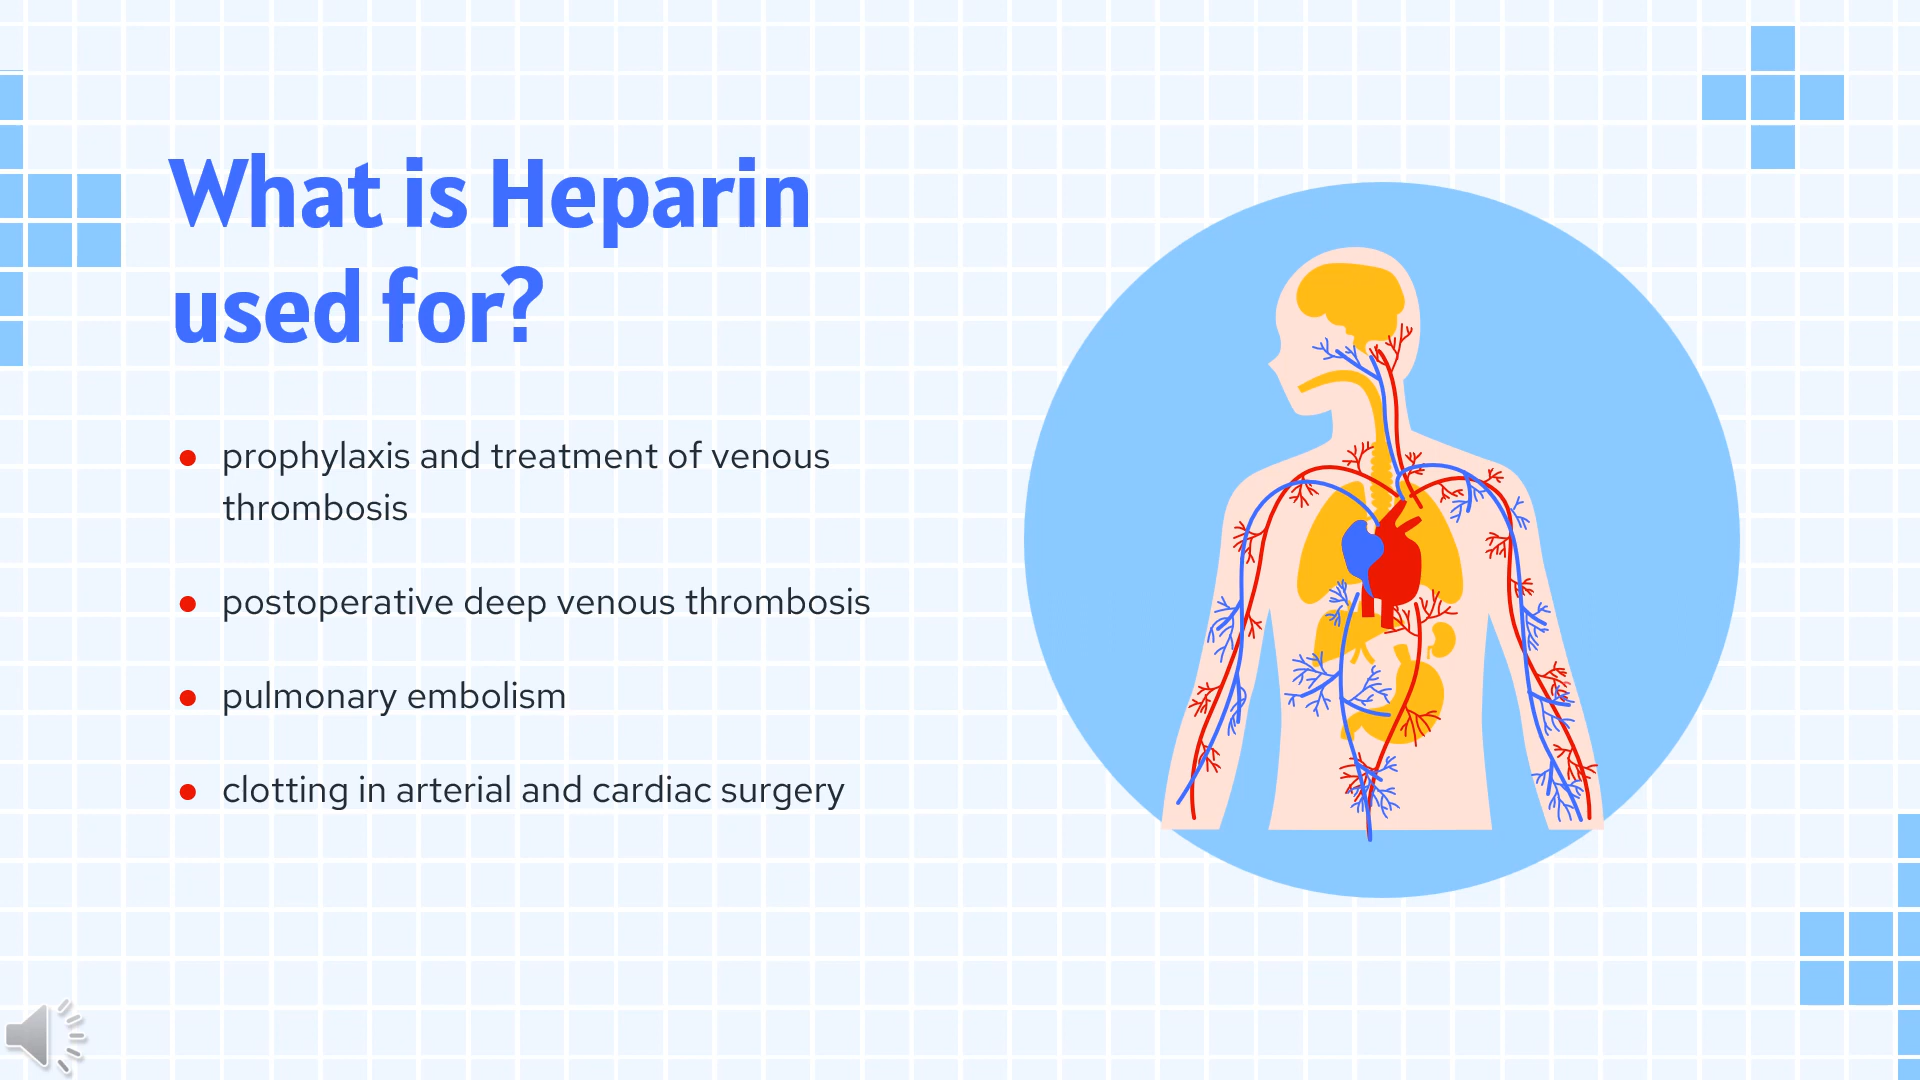 What is Heparin
used for?
● prophylaxis and treatment of venous
thrombosis
● postoperative deep venous thrombosis
● pulmonary embolism
● clotting in arterial and cardiac surgery